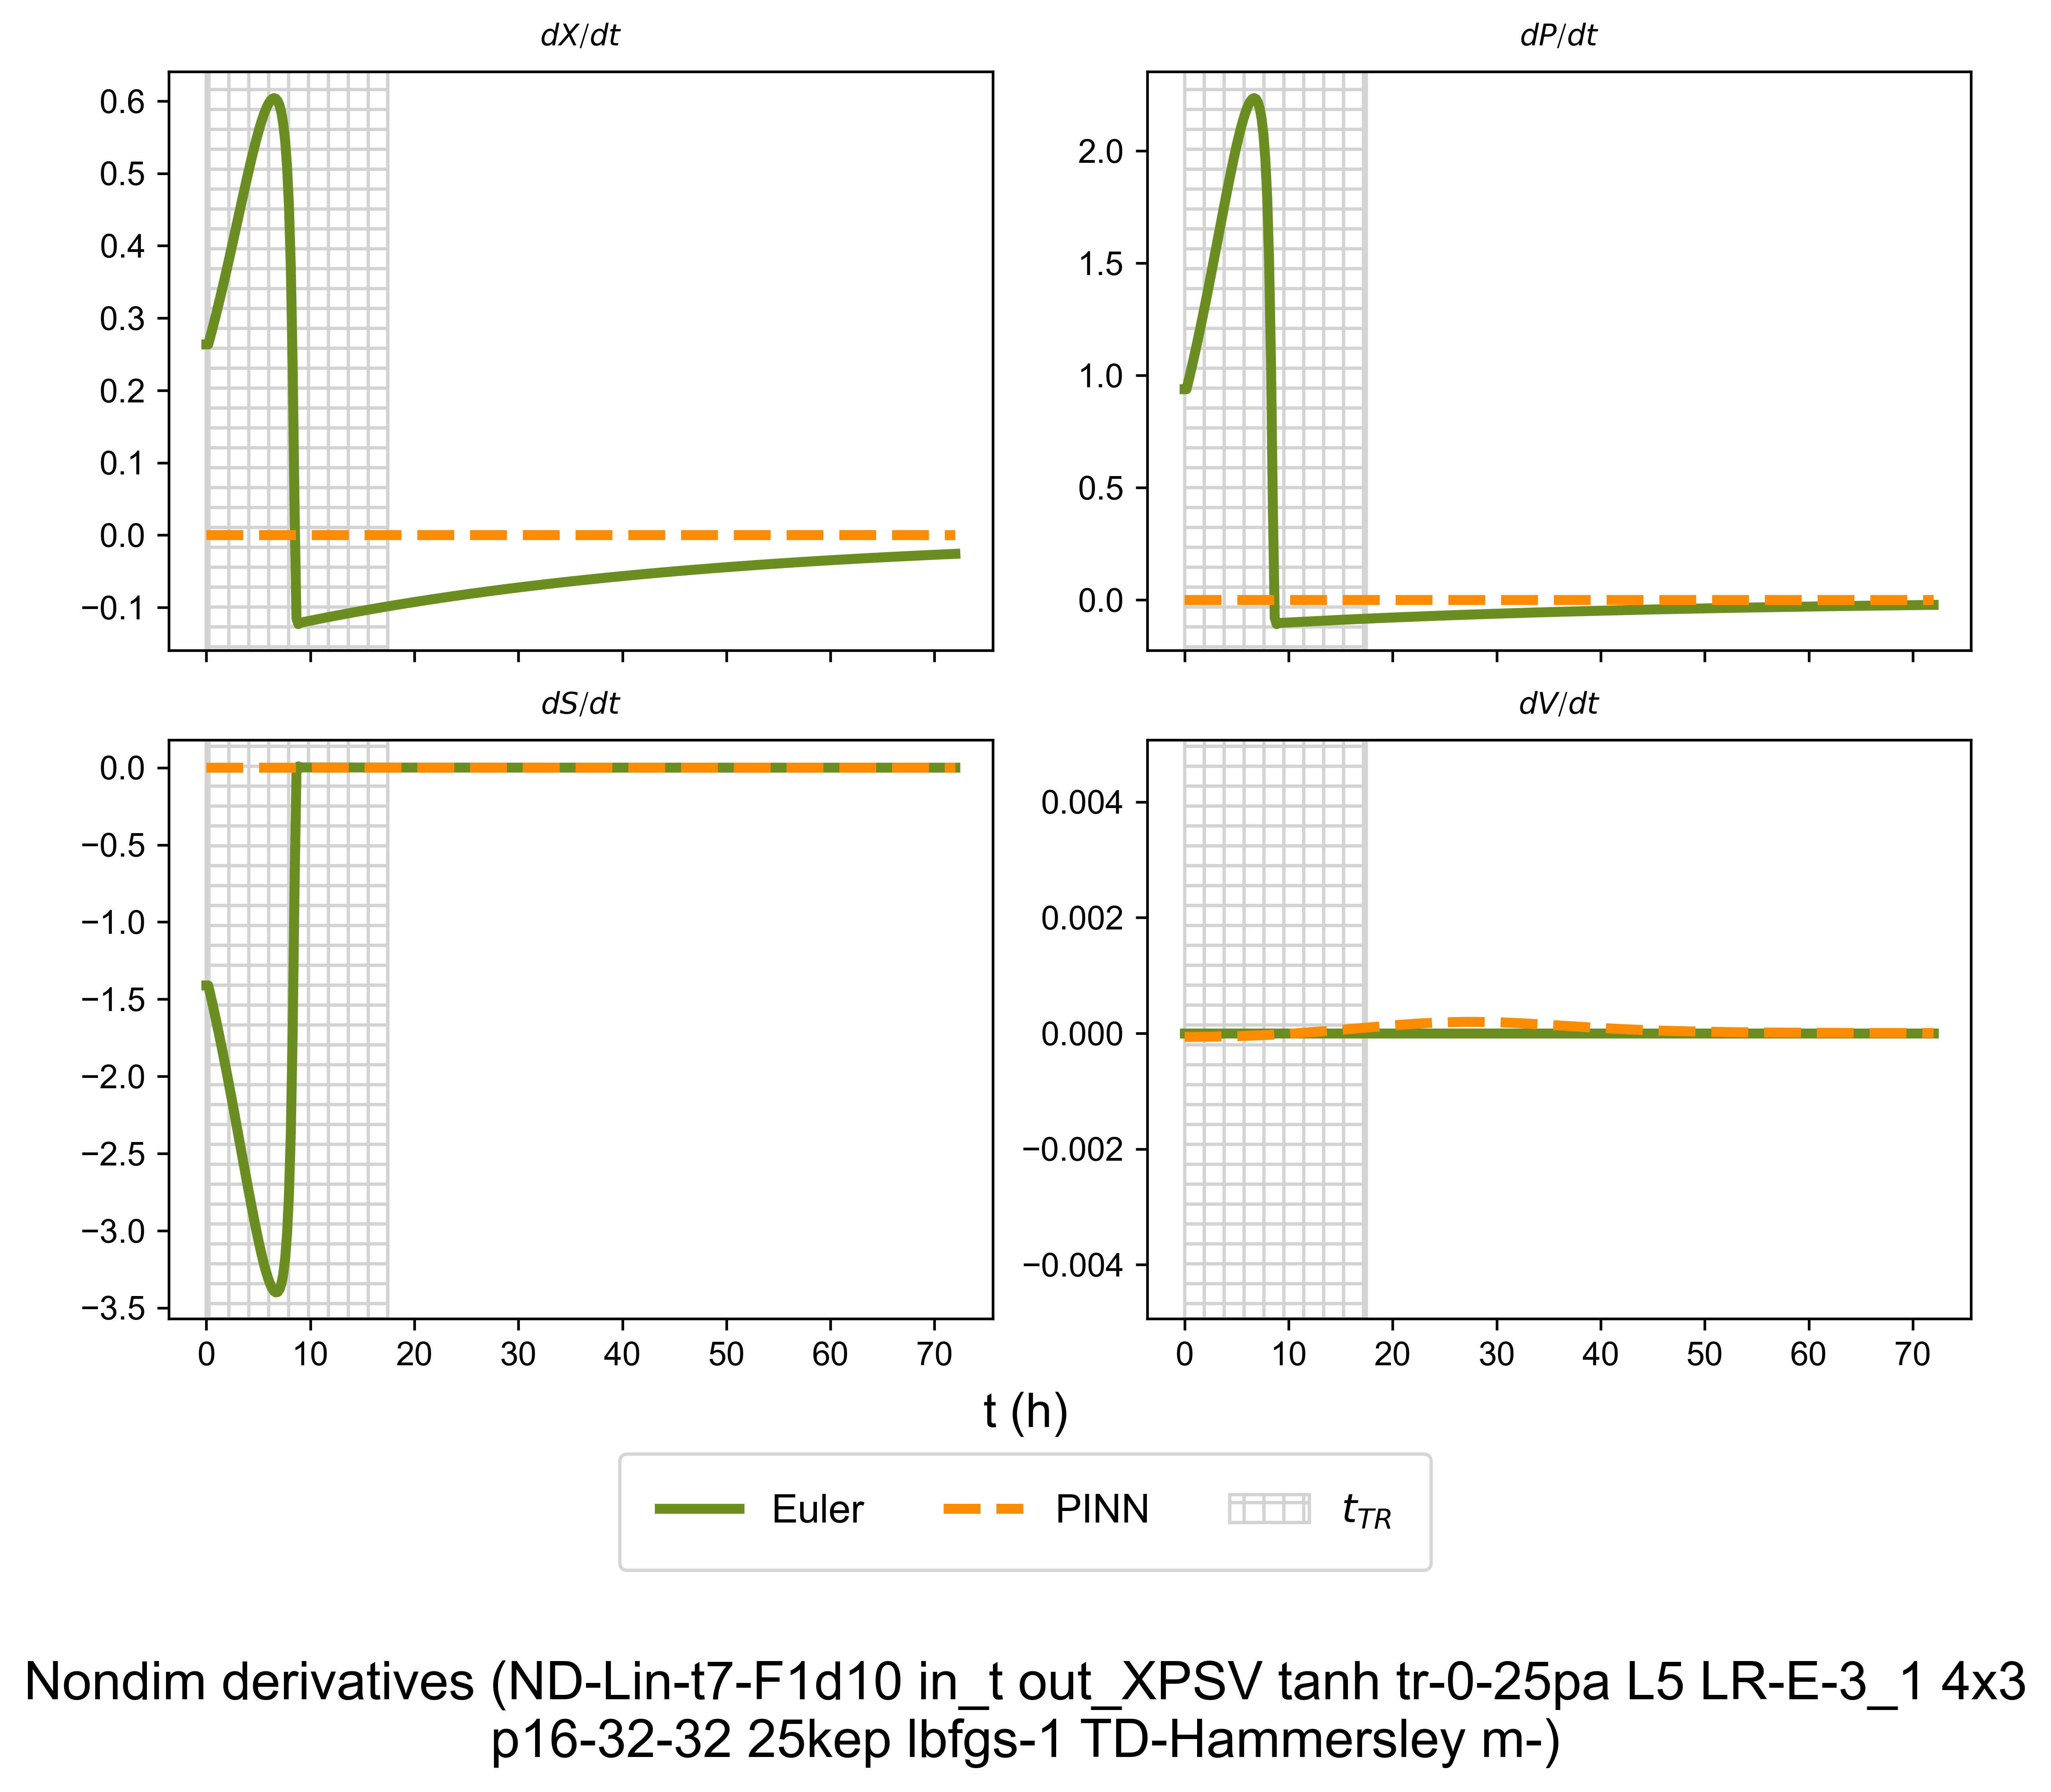 dX/dt
dP/dt
0.6
0.5
0.4
0.3
0.2
0.1
0.0
−0.1
2.0
1.5
1.0
0.5
0.0
dS/dt
dV/dt
0.0
−0.5
−1.0
−1.5
−2.0
−2.5
−3.0
−3.5
0.004
0.002
0.000
−0.002
−0.004
0 10 20 30 40 50 60 70
0 10 20 30 40 50 60 70
t (h)
Euler PINN t_TR
Nondim derivatives (ND-Lin-t7-F1d10 in_t out_XPSV tanh tr-0-25pa L5 LR-E-3_1 4x3
p16-32-32 25kep lbfgs-1 TD-Hammersley m-)